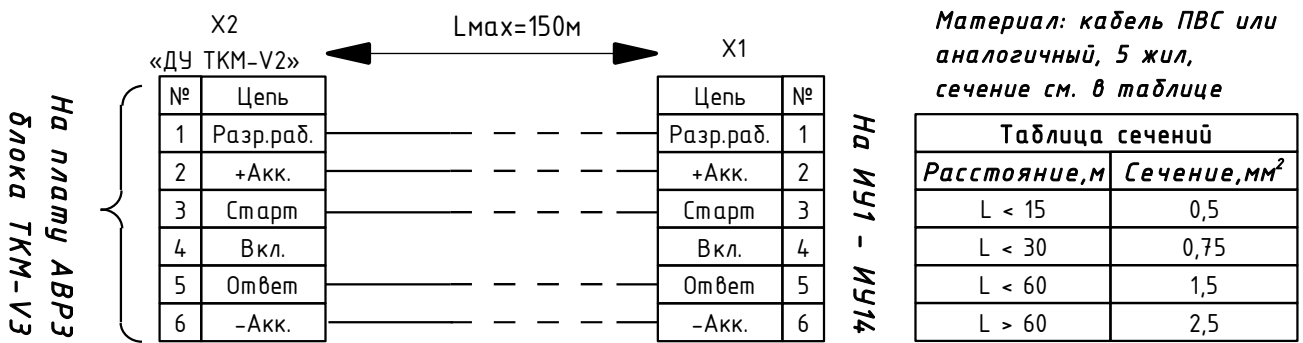 X2
«ДУ ТКМ-V2»
Lмах=150м
X1
На плату АВР3
блока ТКМ-V3
№ Цепь
1 Разр.раб.
2 +Акк.
3 Старт
4 Вкл.
5 Ответ
6 -Акк.
Цепь №
Разр.раб. 1
+Акк. 2
Старт 3
Вкл. 4
Ответ 5
-Акк. 6
На ИУ1 - ИУ14
Материал: кабель ПВС или
аналогичный, 5 жил,
сечение см. в таблице
Таблица сечений
Расстояние,м Сечение,мм²
L < 15 0,5
L < 30 0,75
L < 60 1,5
L > 60 2,5